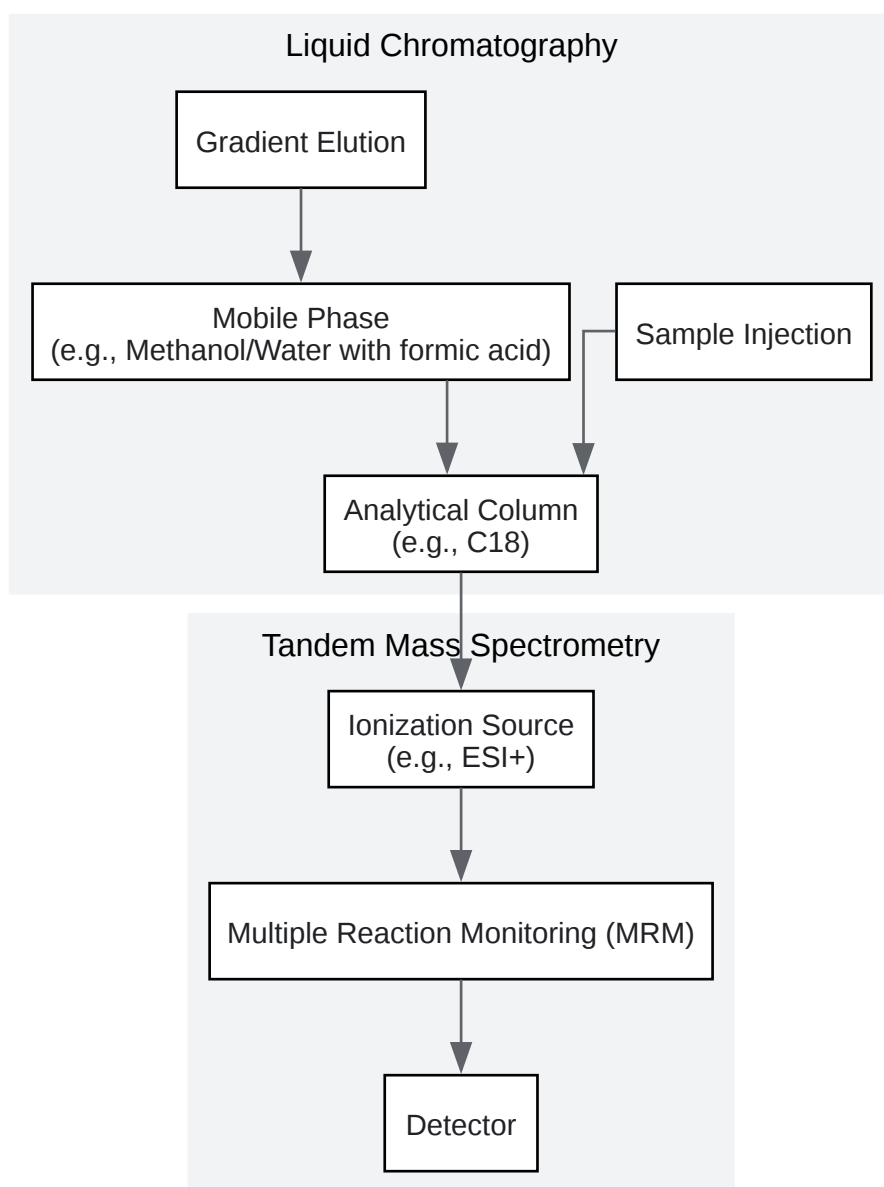 Liquid Chromatography
Gradient Elution
Mobile Phase
(e.g., Methanol/Water with formic acid)
Sample Injection
Analytical Column
(e.g., C18)
Tandem Mass Spectrometry
Ionization Source
(e.g., ESI+)
Multiple Reaction Monitoring (MRM)
Detector